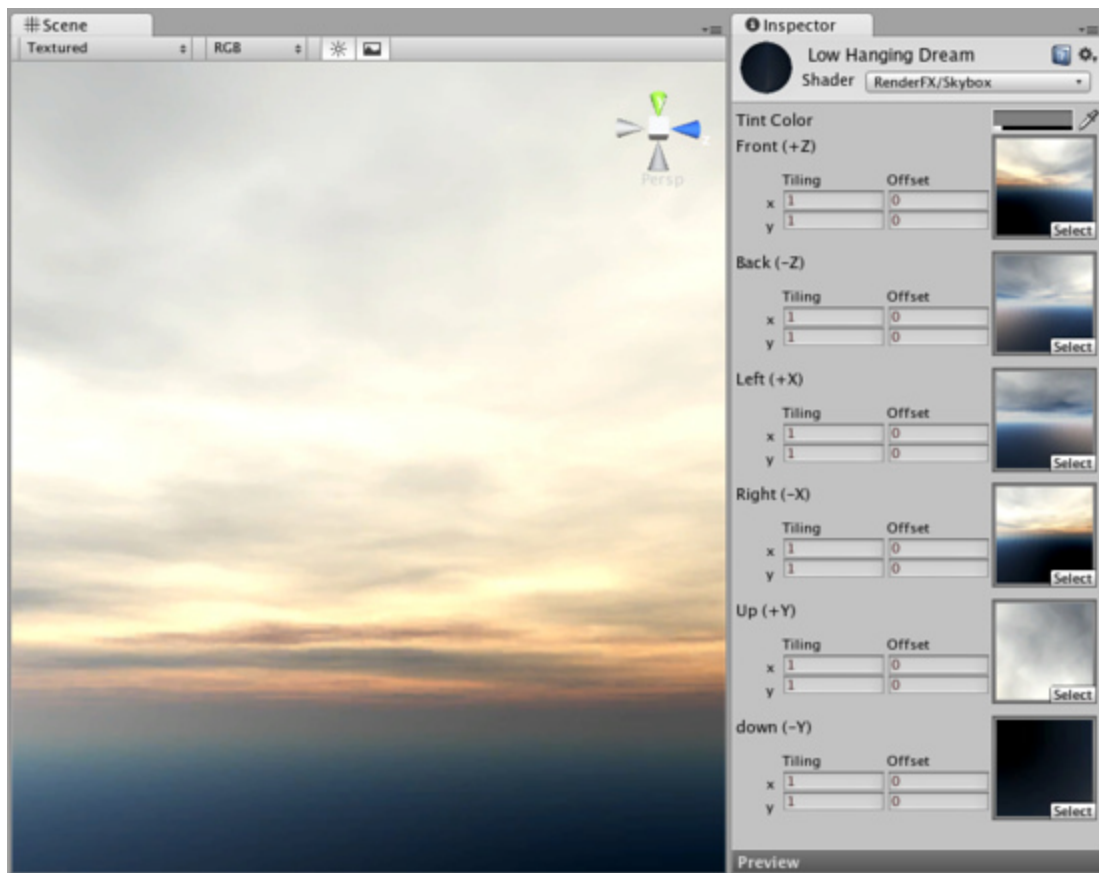 Scene
Textured
RGB
Persp
Inspector
Low Hanging Dream
Shader
RenderFX/Skybox
Tint Color
Front (+Z)
Tiling Offset
x 1 0
y 1 0
Select
Back (-Z)
Tiling Offset
x 1 0
y 1 0
Select
Left (+X)
Tiling Offset
x 1 0
y 1 0
Select
Right (-X)
Tiling Offset
x 1 0
y 1 0
Select
Up (+Y)
Tiling Offset
x 1 0
y 1 0
Select
down (-Y)
Tiling Offset
x 1 0
y 1 0
Select
Preview